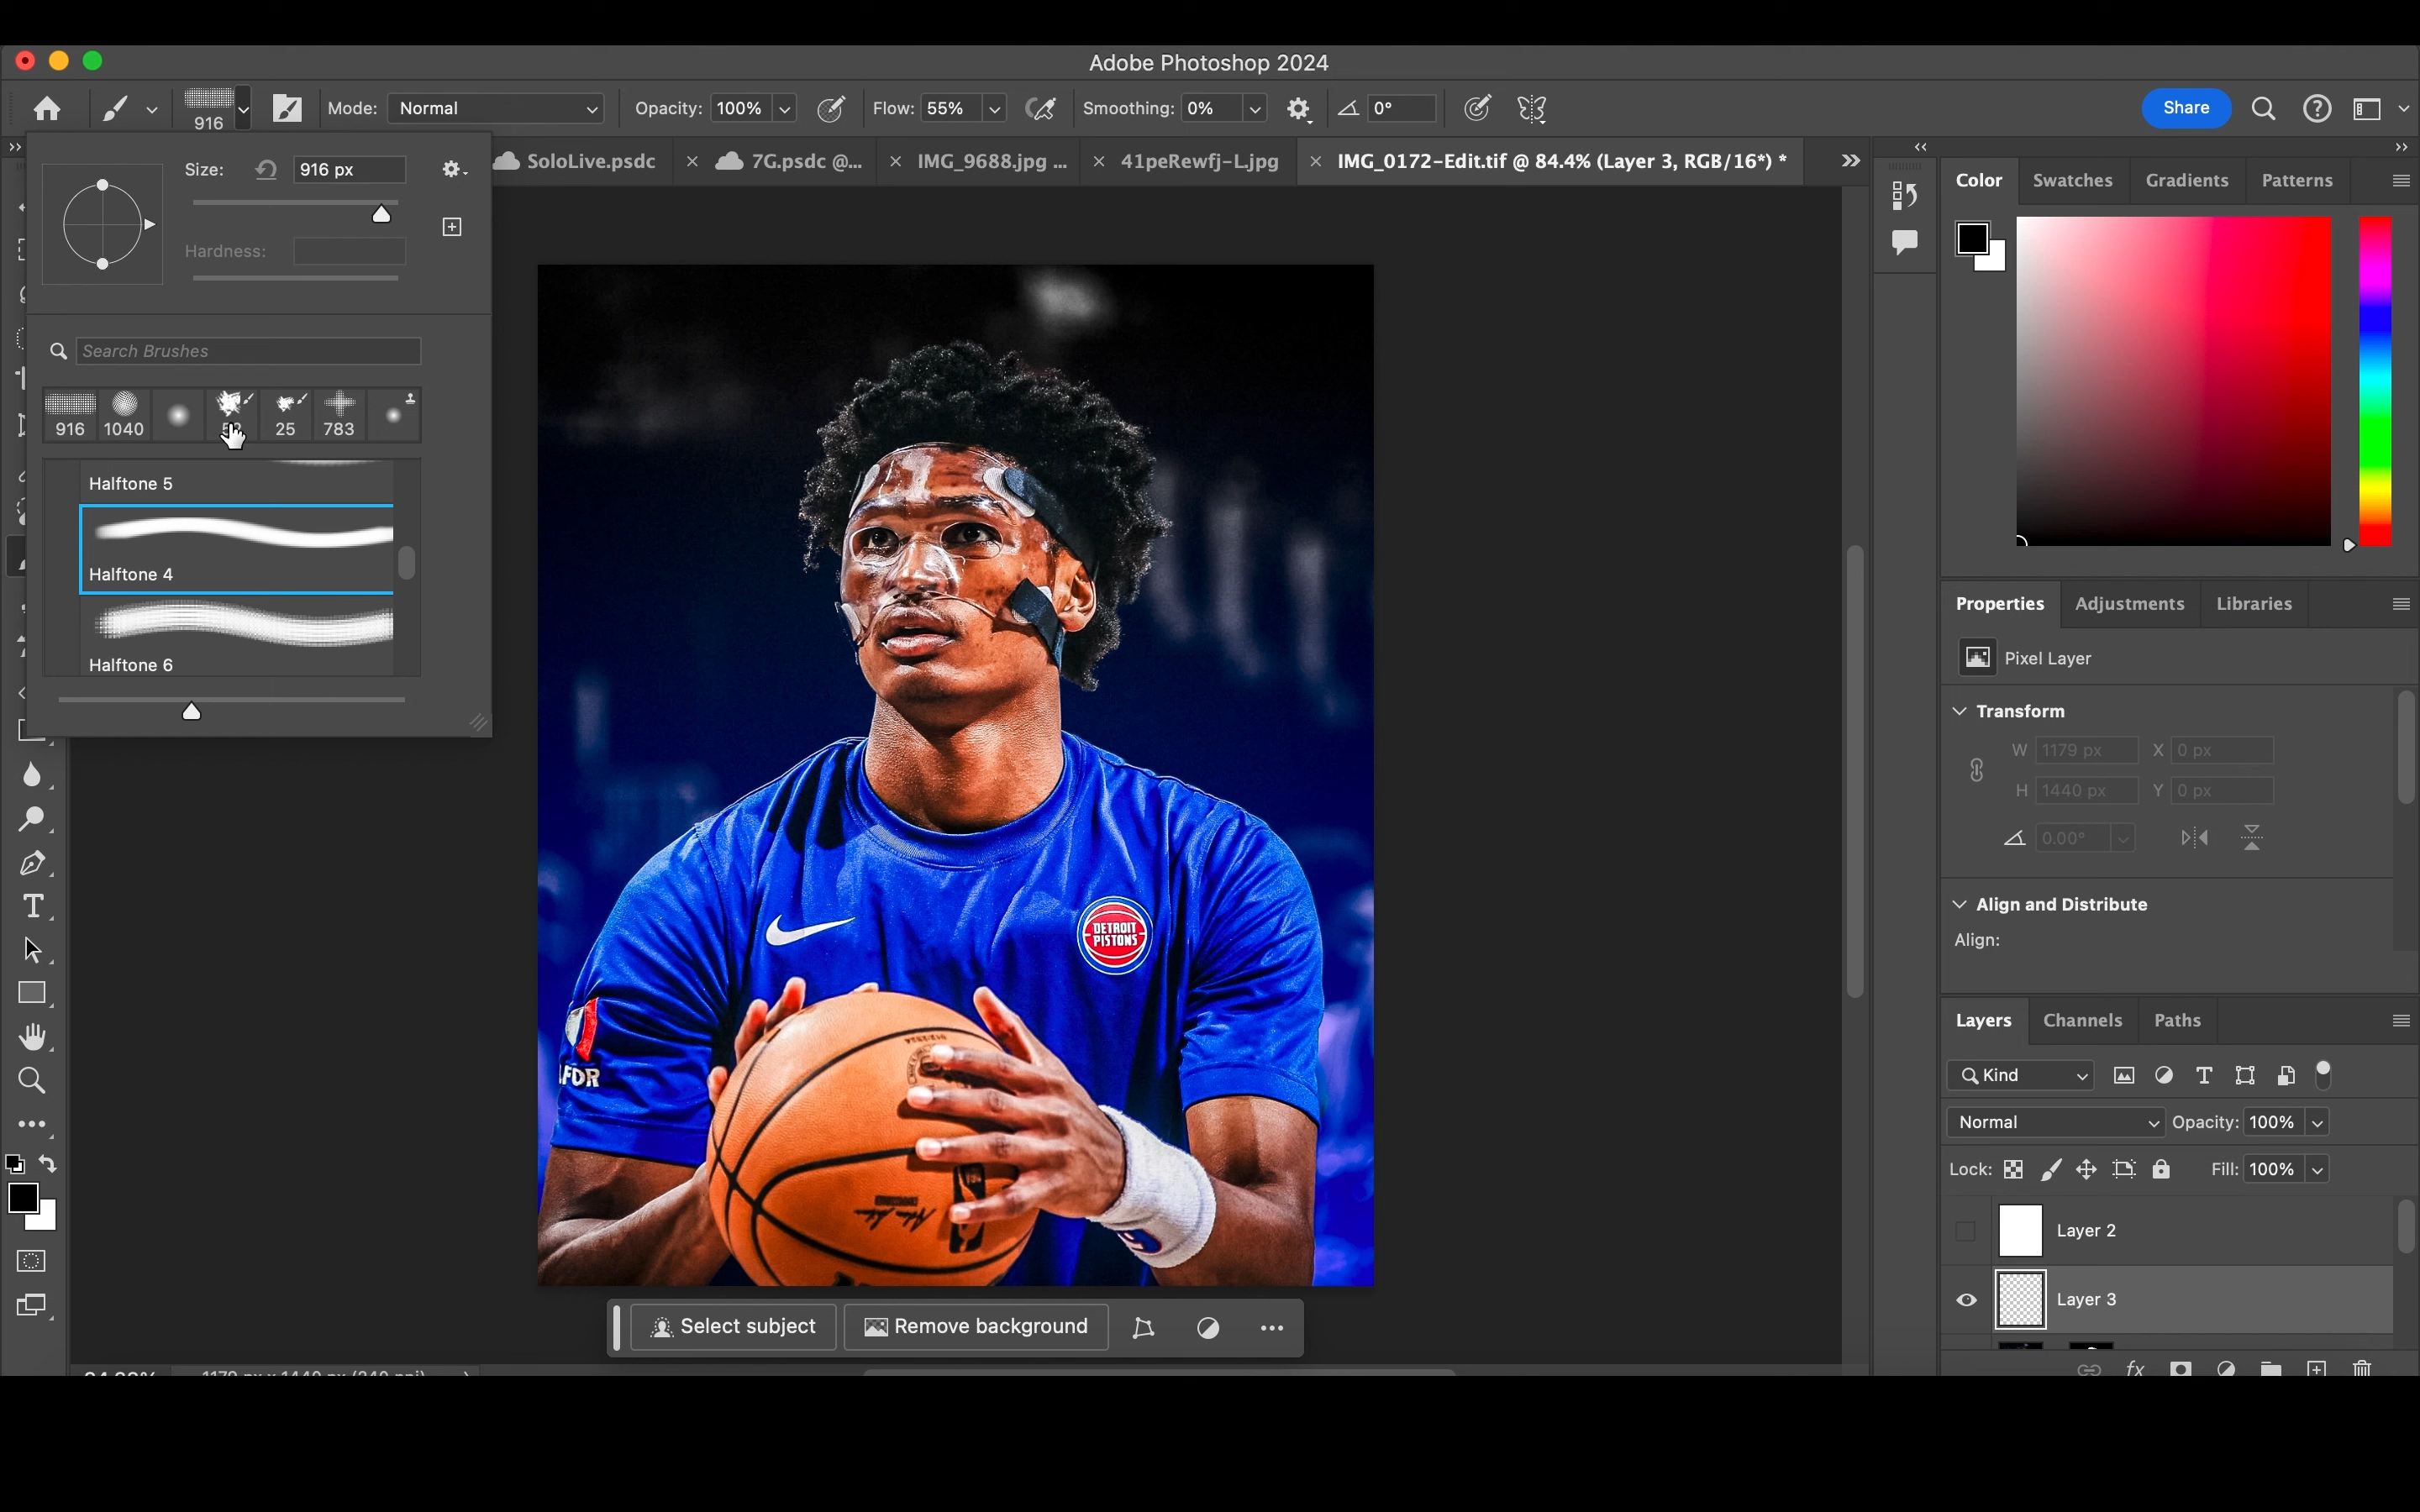 Adobe Photoshop 2024
916
Mode: Normal
Opacity: 100%
Flow: 55%
Smoothing: 0%
0°
Share
SoloLive.psdc
7G.psdc @...
IMG_9688.jpg ...
41peRewfj-L.jpg
IMG_0172-Edit.tif @ 84.4% (Layer 3, RGB/16*) *
Size: 916 px
Hardness:
Search Brushes
916 1040 25 783
Halftone 5
Halftone 4
Halftone 6
DETROIT
PISTONS
Select subject
Remove background
Color Swatches Gradients Patterns
Properties Adjustments Libraries
Pixel Layer
Transform
W 1179 px X 0 px
H 1440 px Y 0 px
0.00°
Align and Distribute
Align:
Layers Channels Paths
Kind
Normal Opacity: 100%
Lock: Fill: 100%
Layer 2
Layer 3
fx